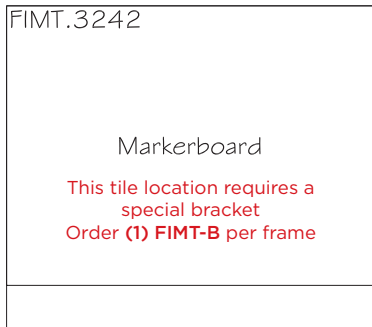 FIMT.3242
Markerboard
This tile location requires a
special bracket
Order (1) FIMT-B per frame